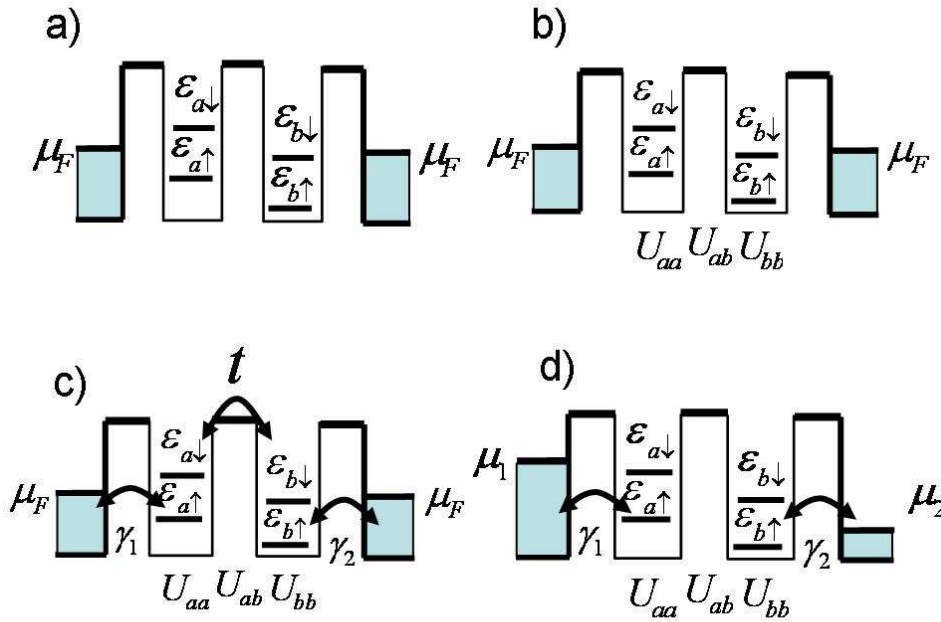 a)
b)
ε_{a↓}
ε_{b↓}
μ_F
ε_{a↑}
ε_{b↑}
μ_F
ε_{a↓}
ε_{b↓}
μ_F
ε_{a↑}
ε_{b↑}
μ_F
U_{aa} U_{ab} U_{bb}
c)
t
d)
ε_{a↓}
ε_{b↓}
μ_F
ε_{a↑}
ε_{b↑}
μ_F
γ_1
γ_2
U_{aa} U_{ab} U_{bb}
ε_{a↓}
ε_{b↓}
μ_1
ε_{a↑}
ε_{b↑}
μ_2
γ_1
γ_2
U_{aa} U_{ab} U_{bb}